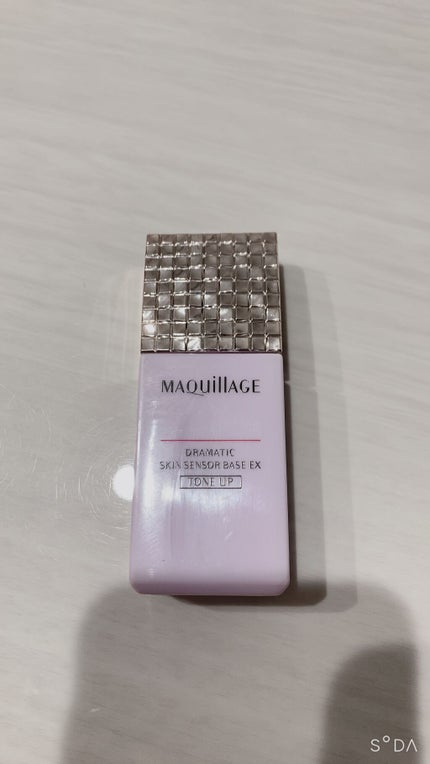 MAQuillAGE
DRAMATIC
SKIN SENSOR BASE EX
TONE UP
S°DA